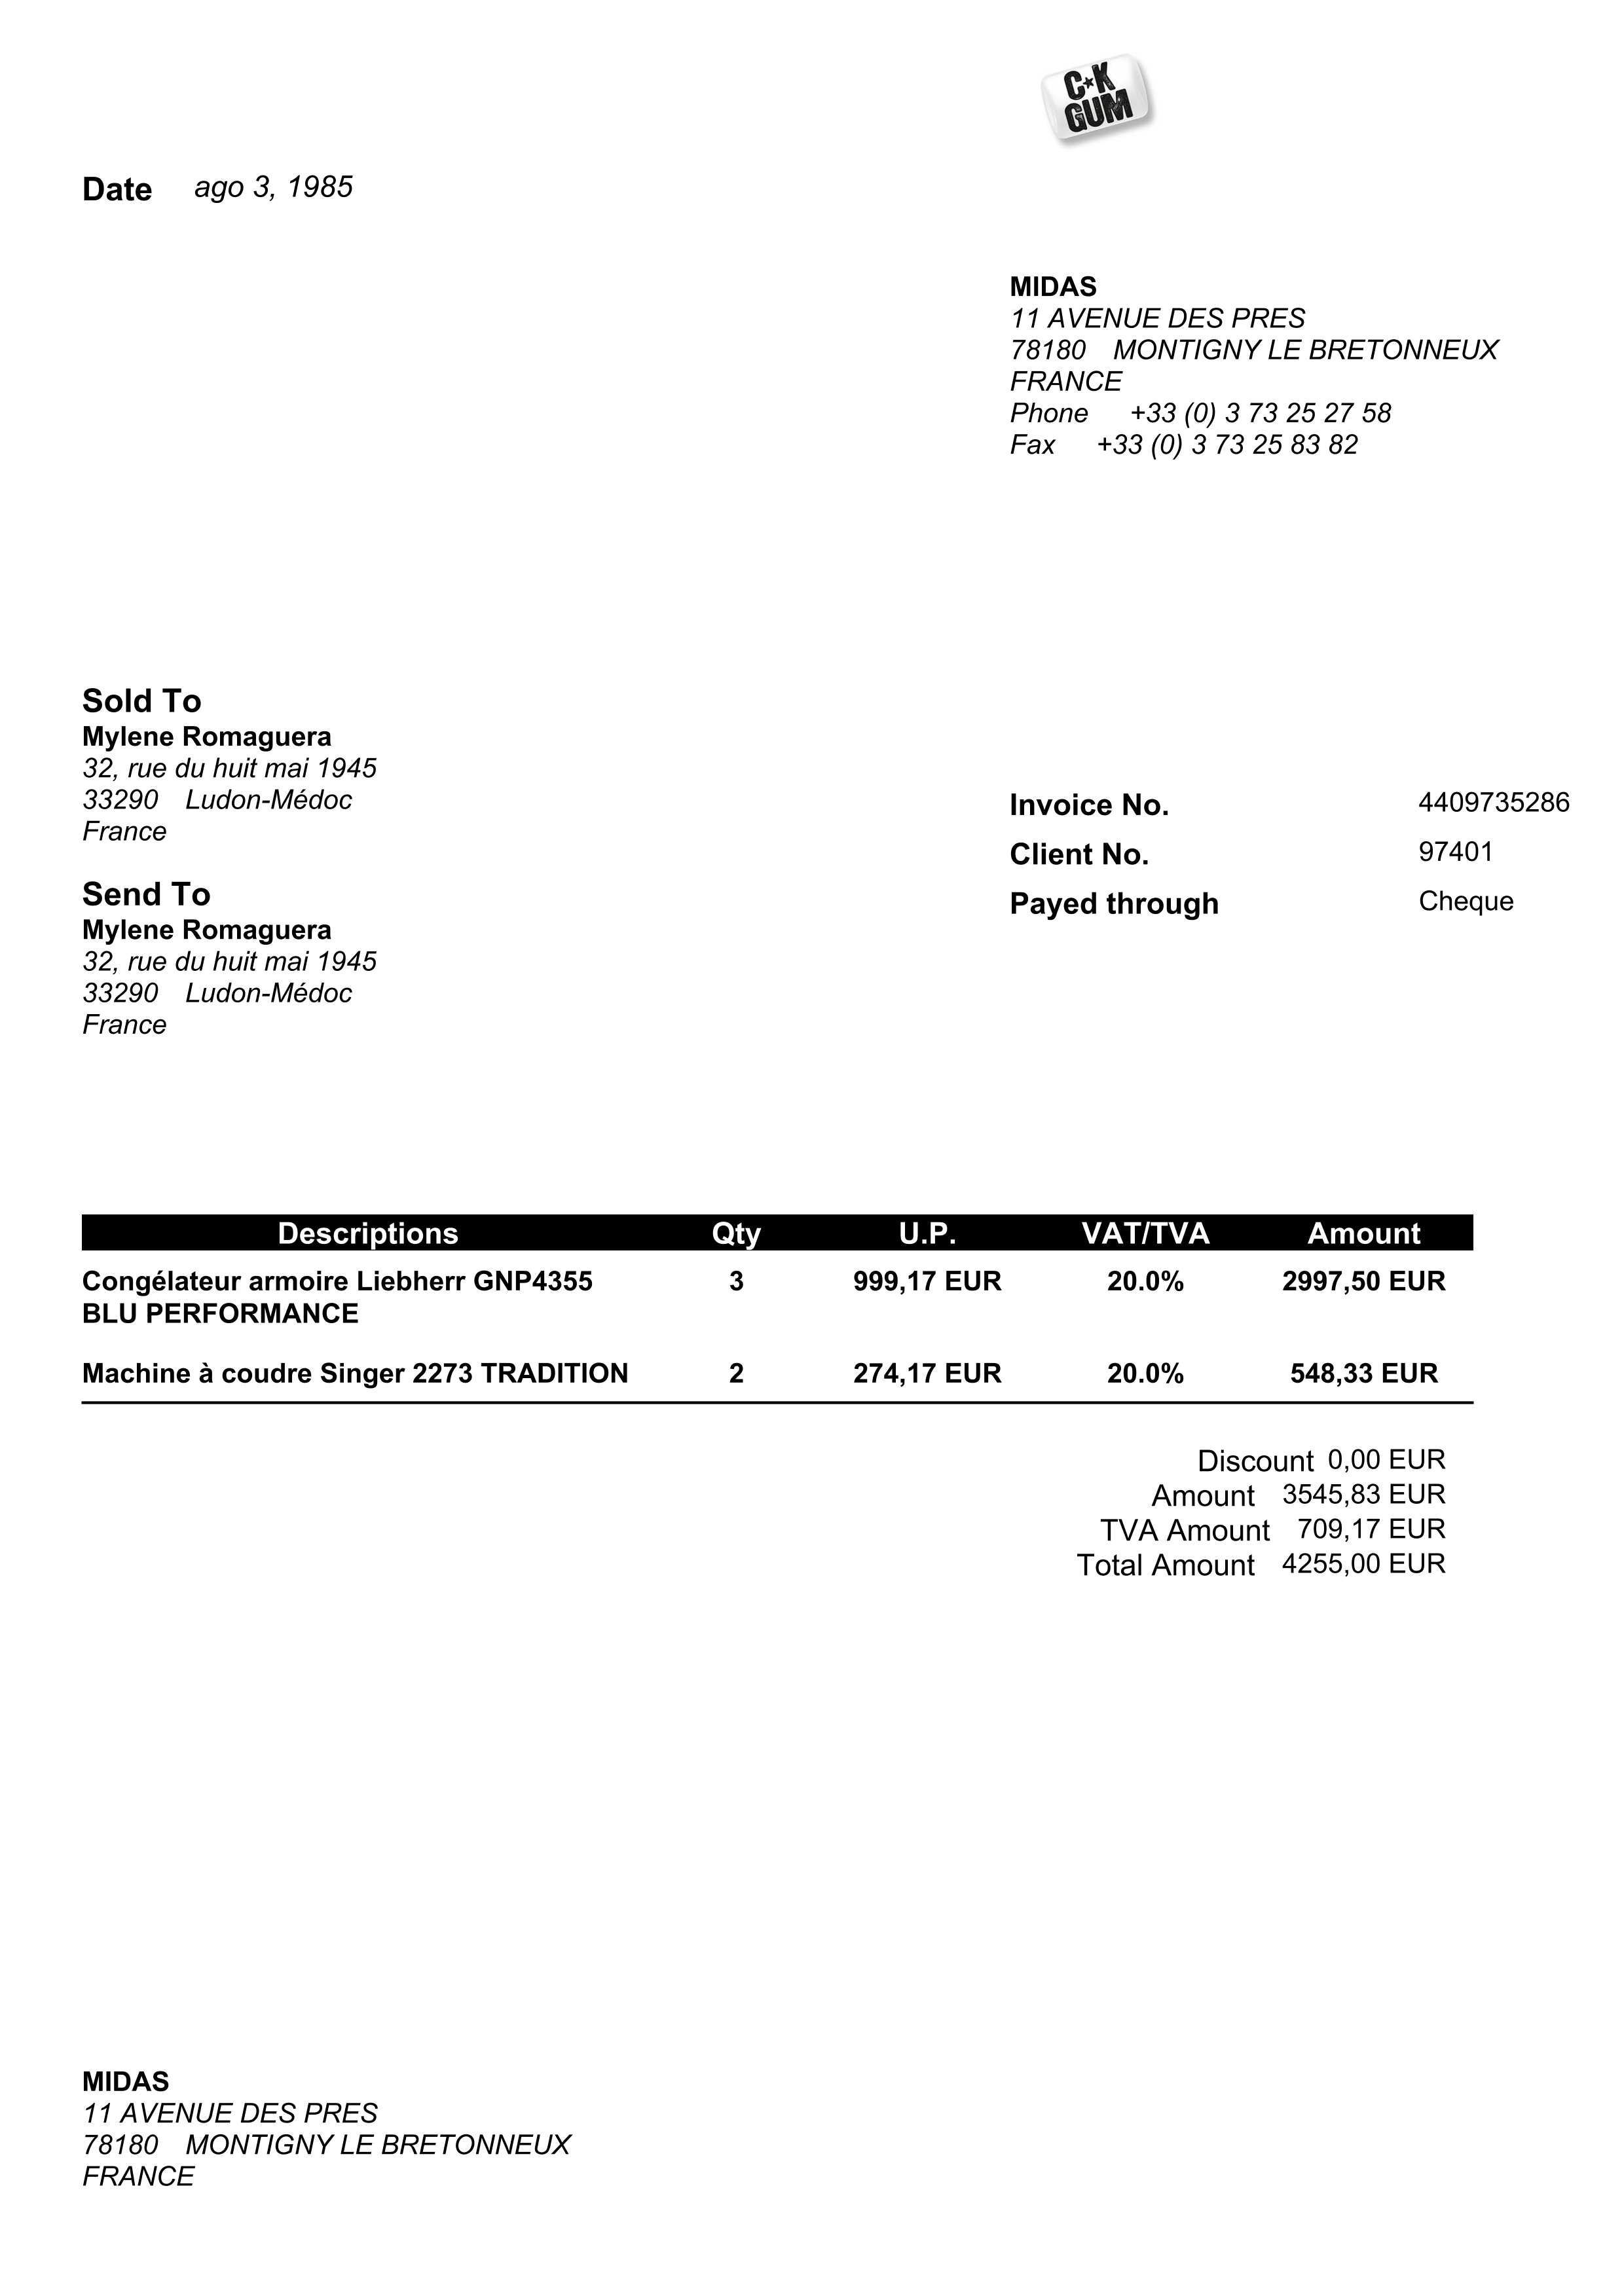 C★K
GUM
Date ago 3, 1985
MIDAS
11 AVENUE DES PRES
78180 MONTIGNY LE BRETONNEUX
FRANCE
Phone +33 (0) 3 73 25 27 58
Fax +33 (0) 3 73 25 83 82
Sold To
Mylene Romaguera
32, rue du huit mai 1945
33290 Ludon-Médoc
France
Send To
Mylene Romaguera
32, rue du huit mai 1945
33290 Ludon-Médoc
France
Invoice No. 4409735286
Client No. 97401
Payed through Cheque
Descriptions Qty U.P. VAT/TVA Amount
Congélateur armoire Liebherr GNP4355 3 999,17 EUR 20.0% 2997,50 EUR
BLU PERFORMANCE
Machine à coudre Singer 2273 TRADITION 2 274,17 EUR 20.0% 548,33 EUR
Discount 0,00 EUR
Amount 3545,83 EUR
TVA Amount 709,17 EUR
Total Amount 4255,00 EUR
MIDAS
11 AVENUE DES PRES
78180 MONTIGNY LE BRETONNEUX
FRANCE